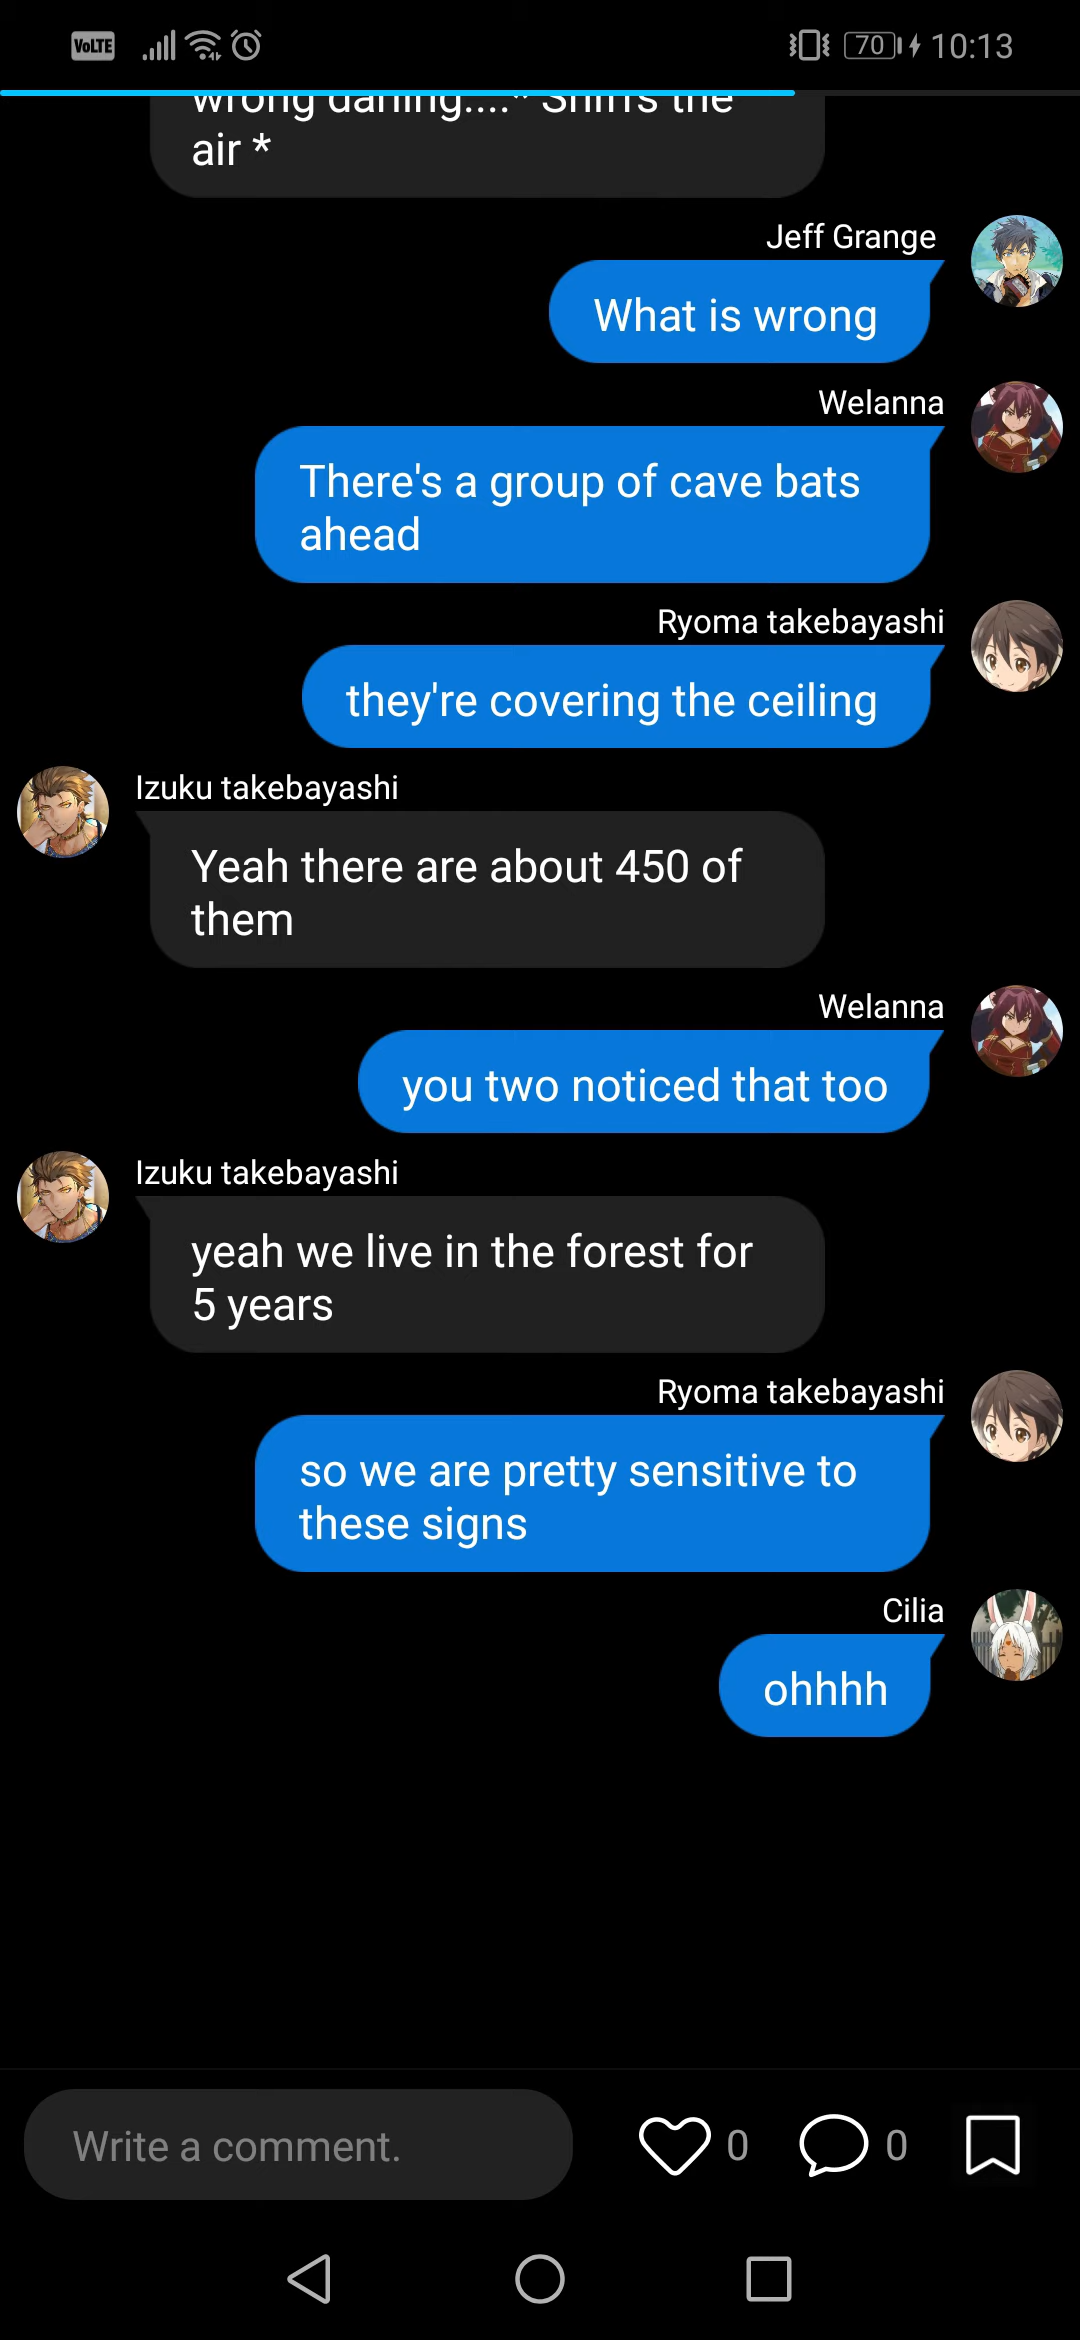 VoLTE
70
10:13
wrong darling....* Sniffs the
air *
Jeff Grange
What is wrong
Welanna
There's a group of cave bats
ahead
Ryoma takebayashi
they're covering the ceiling
Izuku takebayashi
Yeah there are about 450 of
them
Welanna
you two noticed that too
Izuku takebayashi
yeah we live in the forest for
5 years
Ryoma takebayashi
so we are pretty sensitive to
these signs
Cilia
ohhhh
Write a comment.
0
0